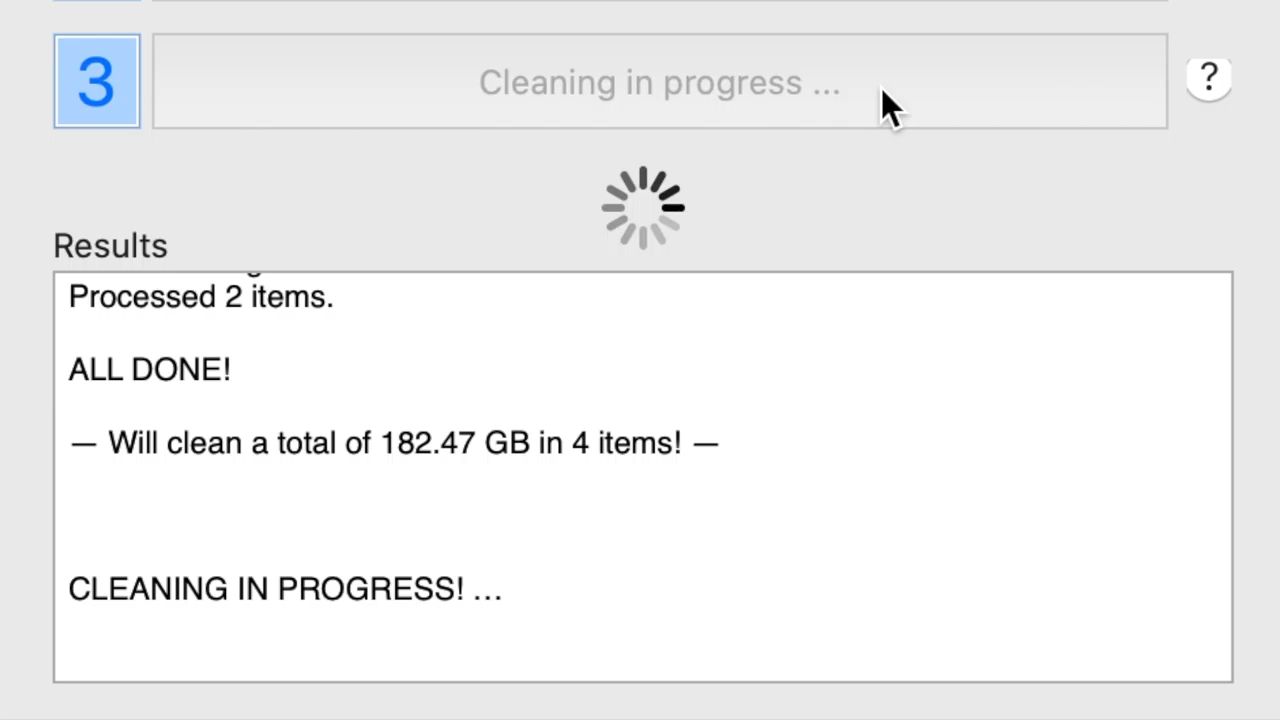 3
Cleaning in progress ...
?
Results
Processed 2 items.
ALL DONE!
— Will clean a total of 182.47 GB in 4 items! —
CLEANING IN PROGRESS! ...